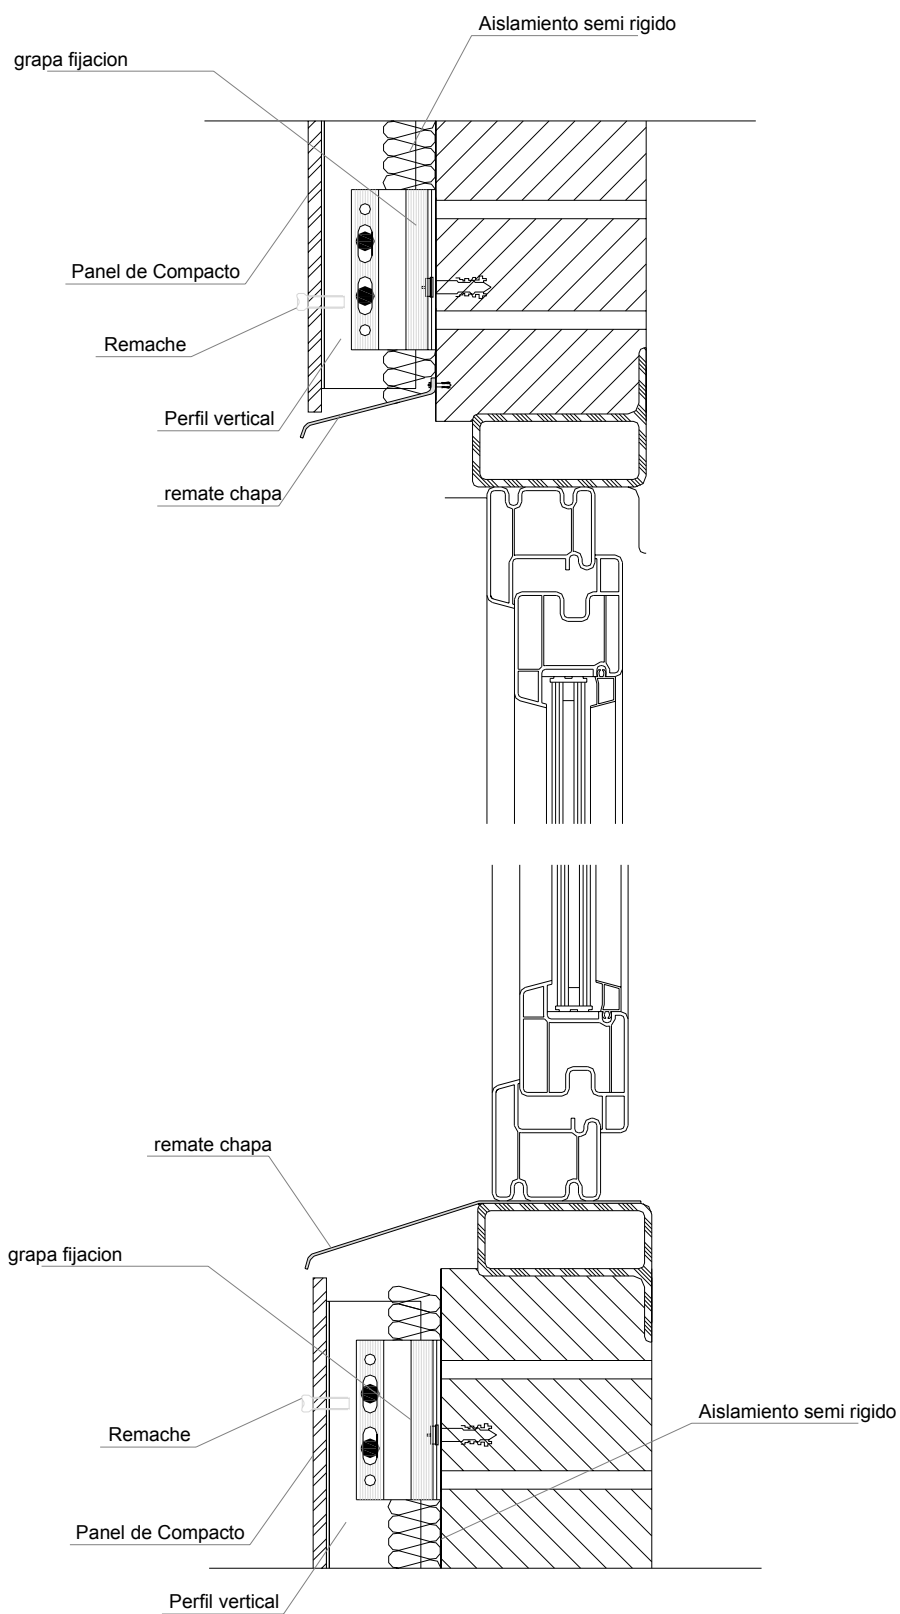 Aislamiento semi rigido
grapa fijacion
Panel de Compacto
Remache
Perfil vertical
remate chapa
remate chapa
grapa fijacion
Aislamiento semi rigido
Remache
Panel de Compacto
Perfil vertical